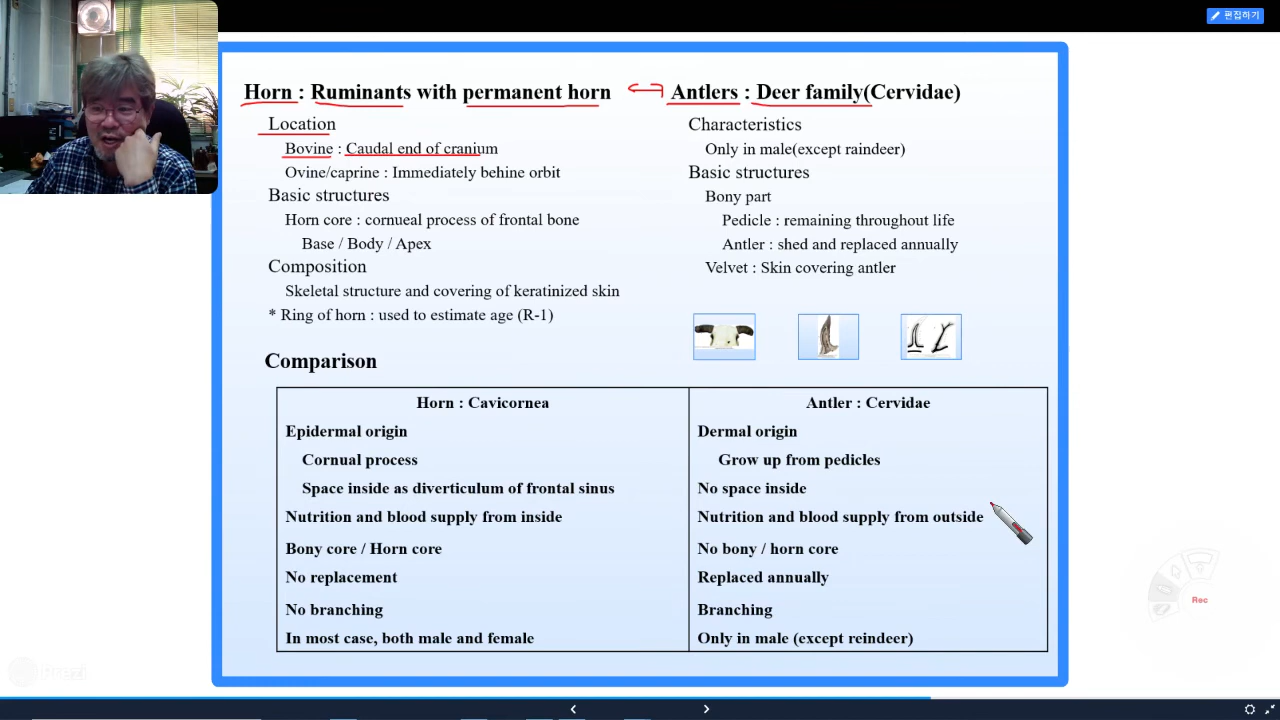 편집하기
Horn : Ruminants with permanent horn
Antlers : Deer family(Cervidae)
Location
Bovine : Caudal end of cranium
Ovine/caprine : Immediately behine orbit
Basic structures
Horn core : cornueal process of frontal bone
Base / Body / Apex
Composition
Skeletal structure and covering of keratinized skin
* Ring of horn : used to estimate age (R-1)
Characteristics
Only in male(except raindeer)
Basic structures
Bony part
Pedicle : remaining throughout life
Antler : shed and replaced annually
Velvet : Skin covering antler
Comparison
Horn : Cavicornea
Antler : Cervidae
Epidermal origin
Dermal origin
Cornual process
Grow up from pedicles
Space inside as diverticulum of frontal sinus
No space inside
Nutrition and blood supply from inside
Nutrition and blood supply from outside
Bony core / Horn core
No bony / horn core
No replacement
Replaced annually
No branching
Branching
In most case, both male and female
Only in male (except reindeer)
Rec
Prezi